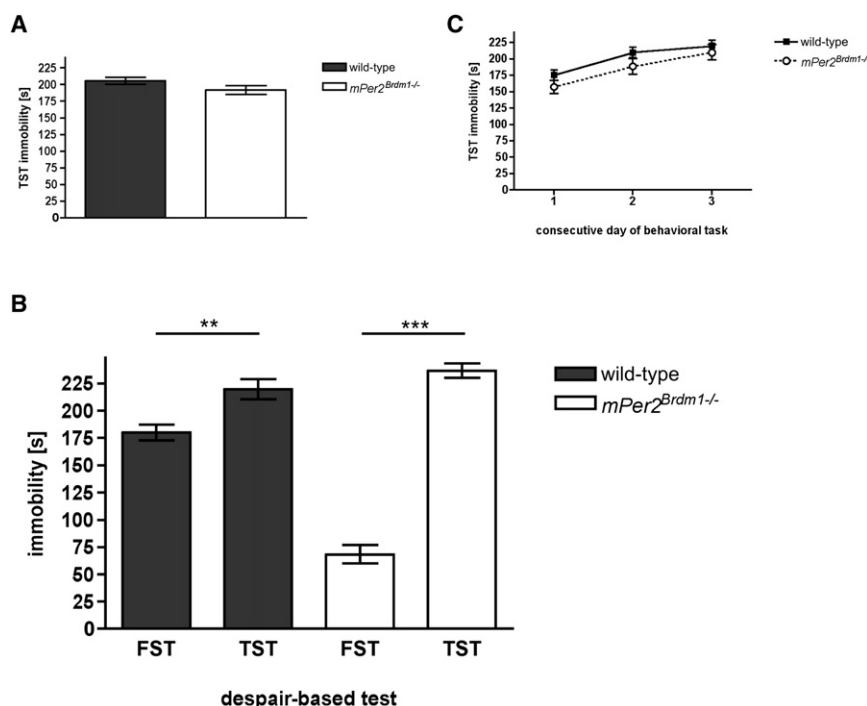 A
TST immobility [s]
225
200
175
150
125
100
75
50
25
0
wild-type
mPer2Brdm1-/-
C
TST immobility [s]
225
200
175
150
125
100
75
50
25
0
1 2 3
consecutive day of behavioral task
wild-type
mPer2Brdm1-/-
B
** ***
immobility [s]
225
200
175
150
125
100
75
50
25
0
FST TST FST TST
despair-based test
wild-type
mPer2Brdm1-/-